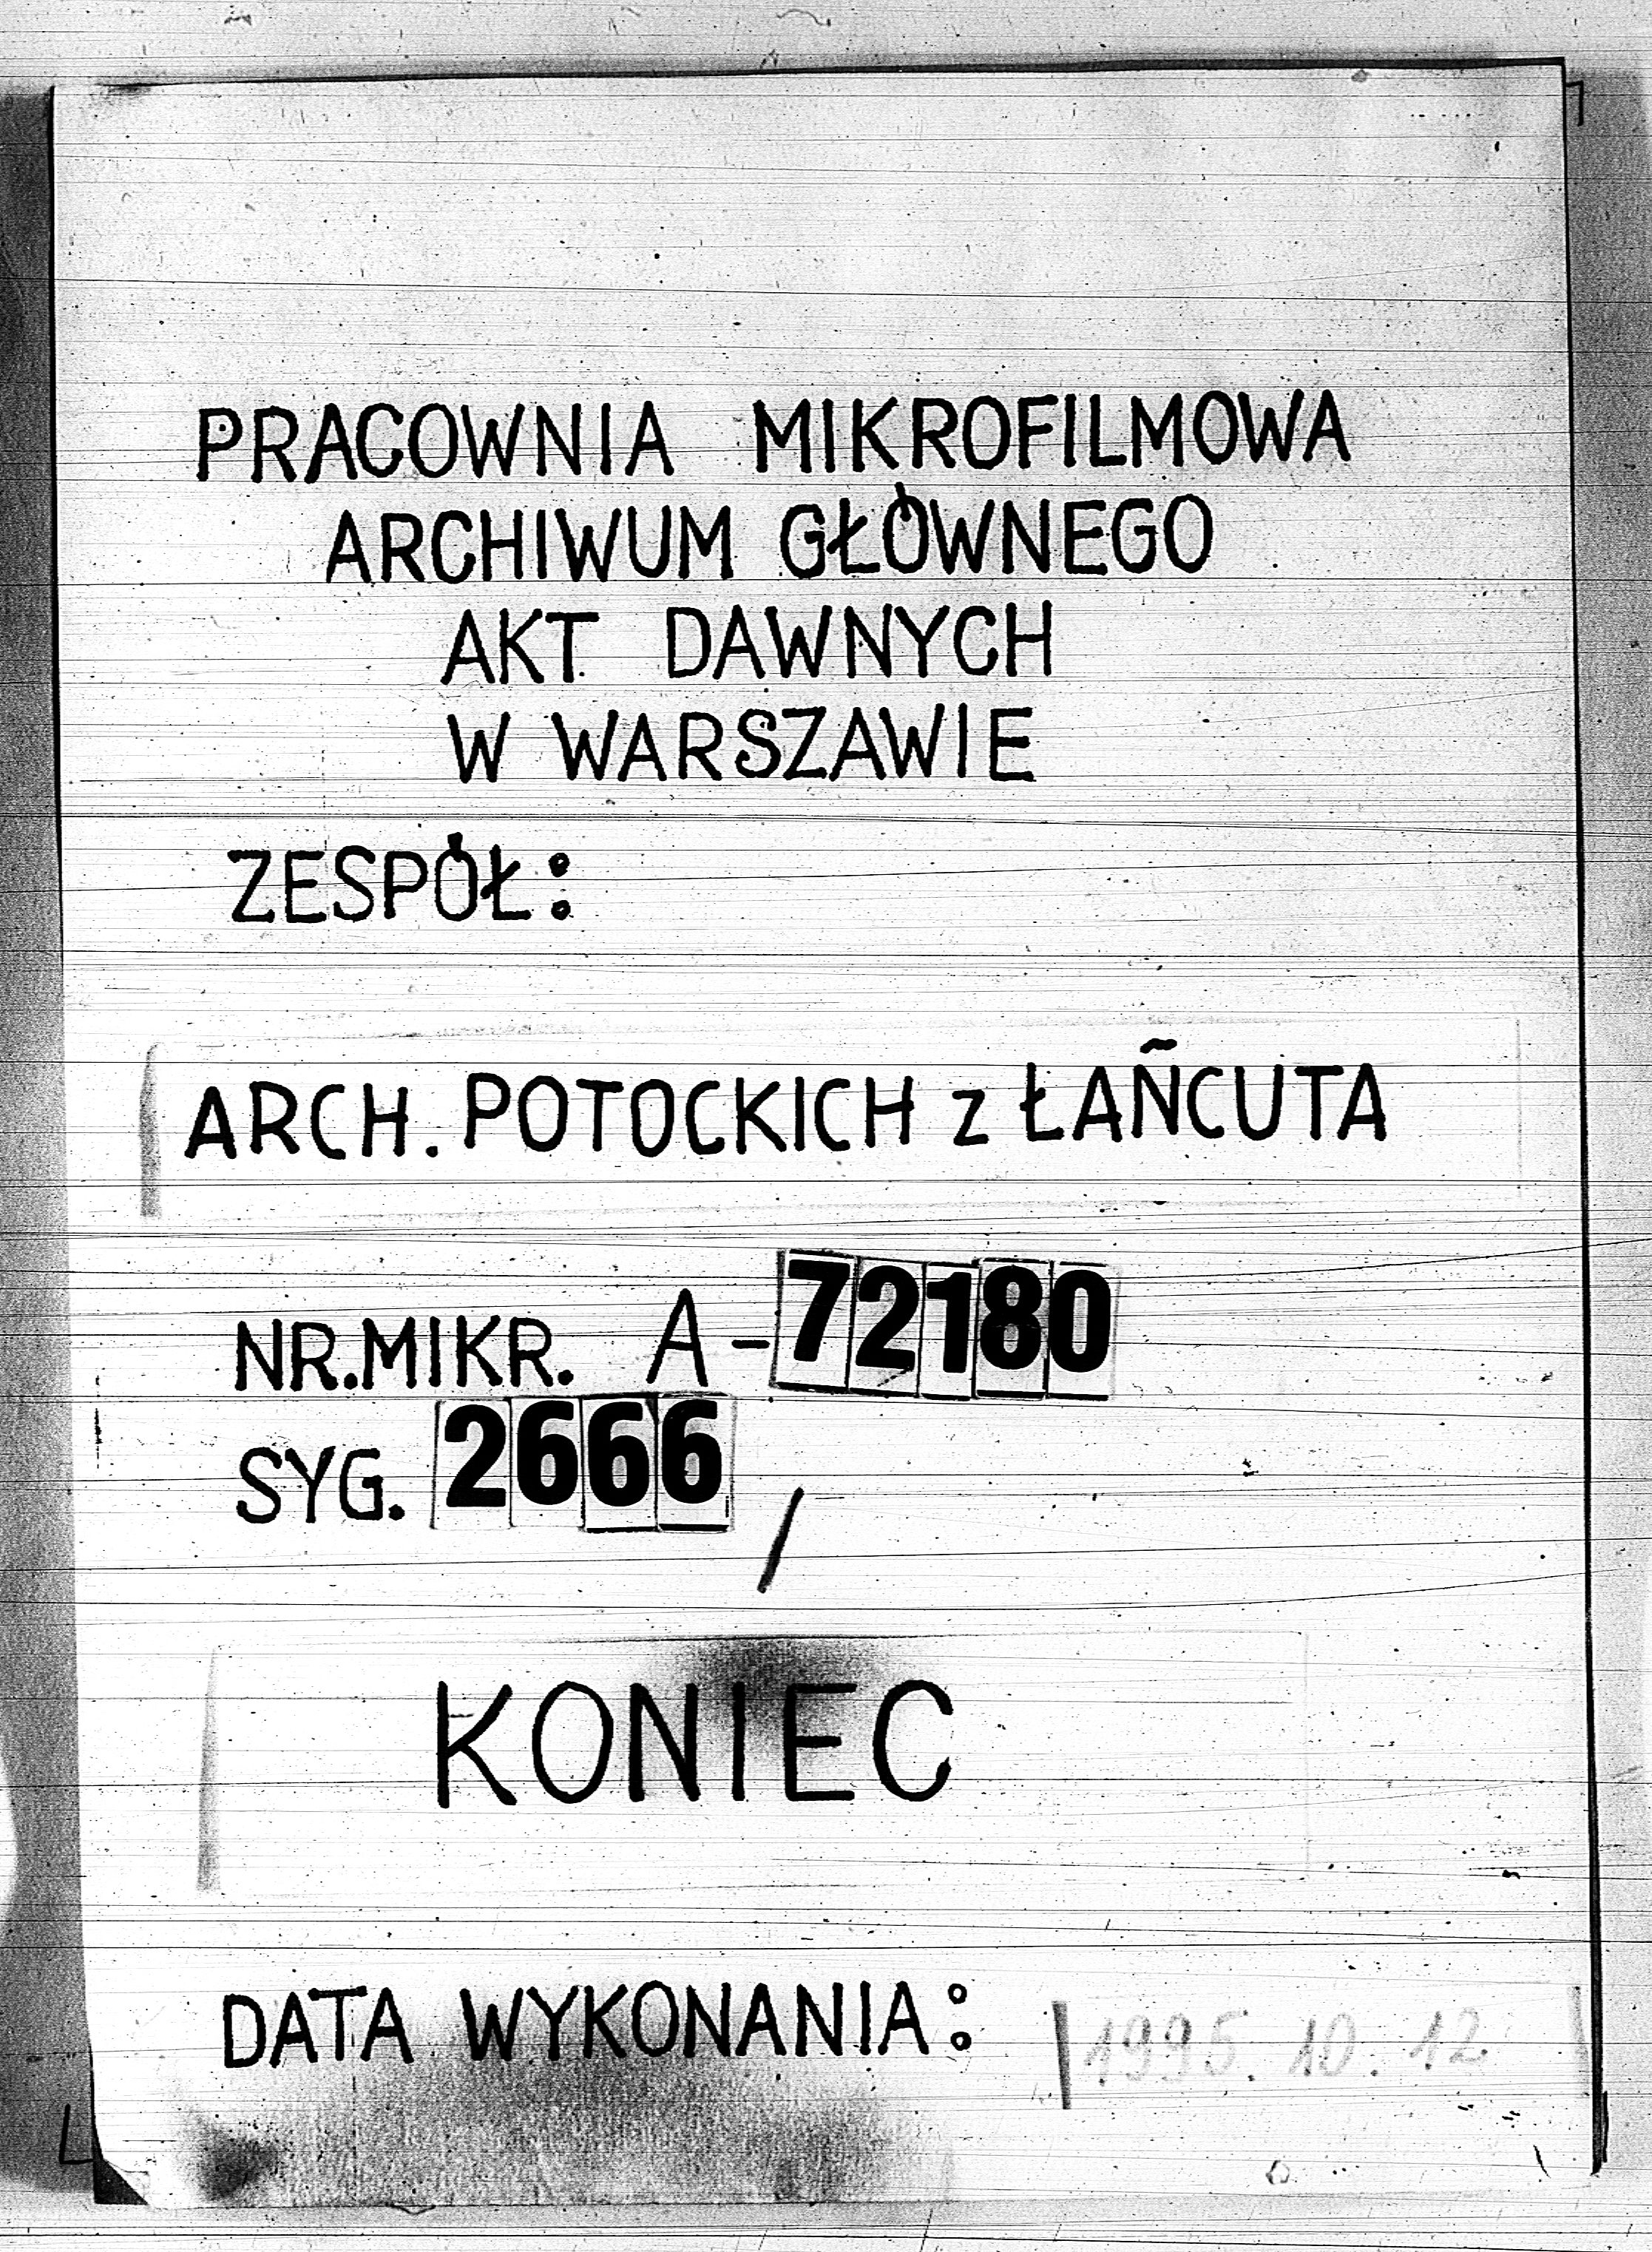 PRACOWNIA MIKROFILMOWA
ARCHIWUM GŁÓWNEGO
AKT DAWNYCH
W WARSZAWIE
ZESPÓŁ:
ARCH. POTOCKICH z ŁAŃCUTA
NR.MIKR. A-72180
SYG. 2666 /
KONIEC
DATA WYKONANIA: 1995.10.12